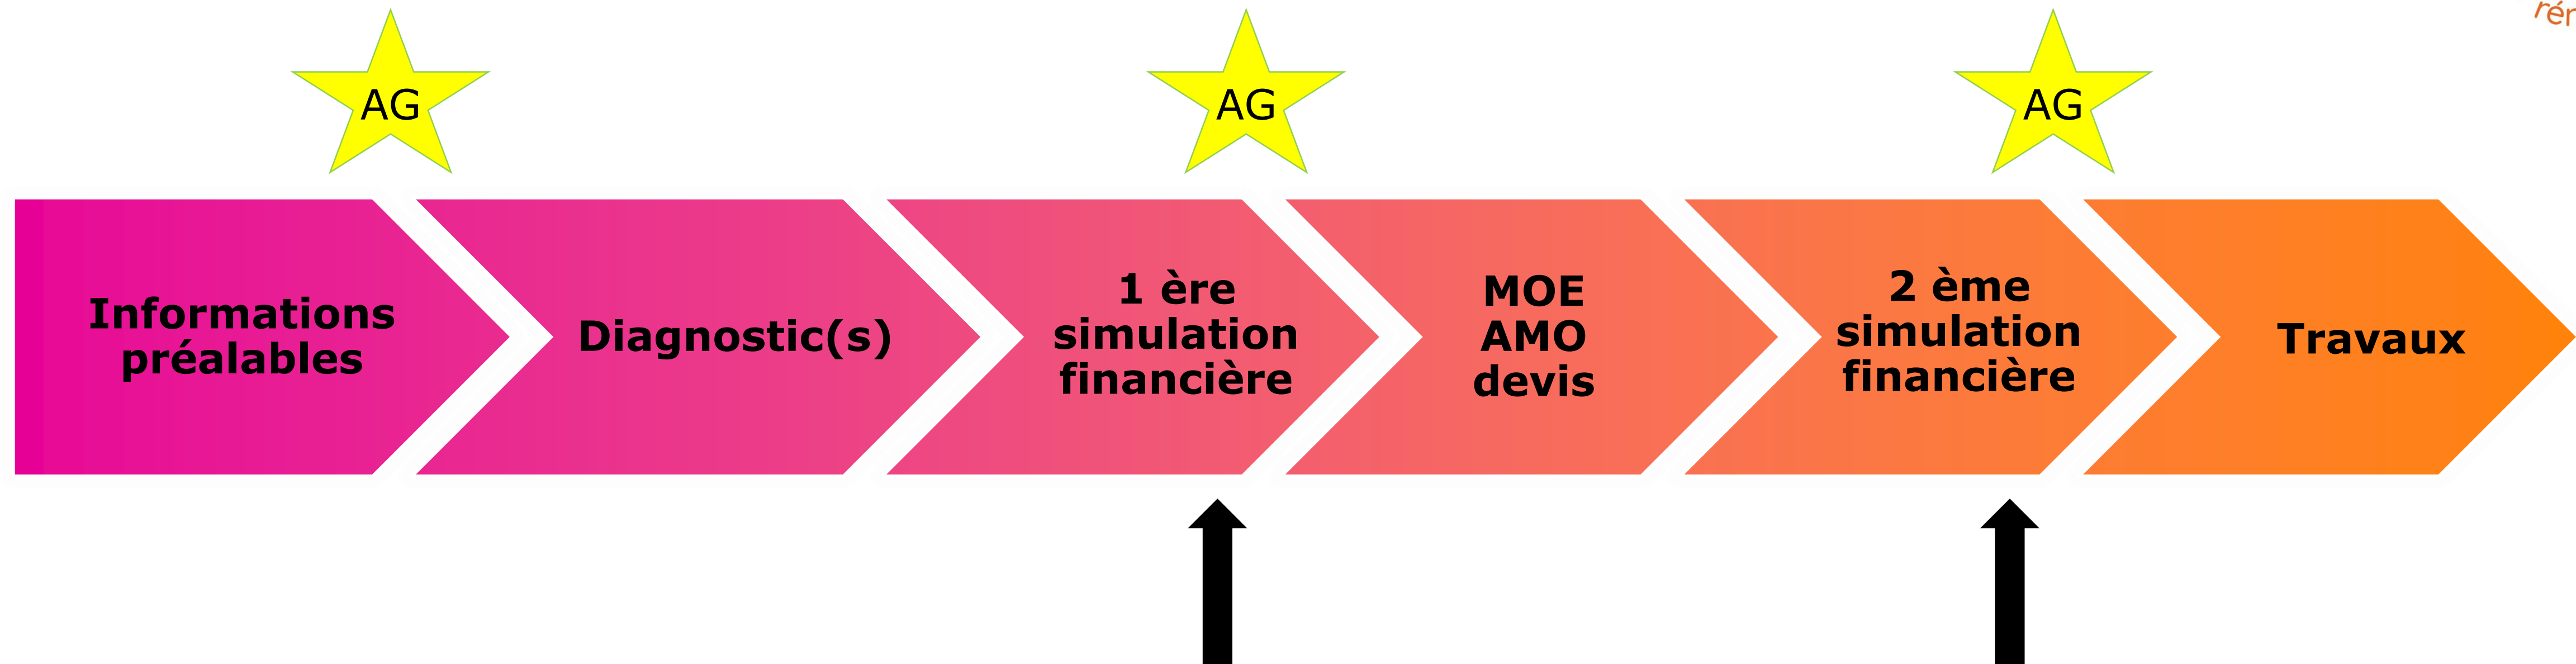 AG
AG
AG
Informations
préalables
Diagnostic(s)
1 ère
simulation
financière
MOE
AMO
devis
2 ème
simulation
financière
Travaux